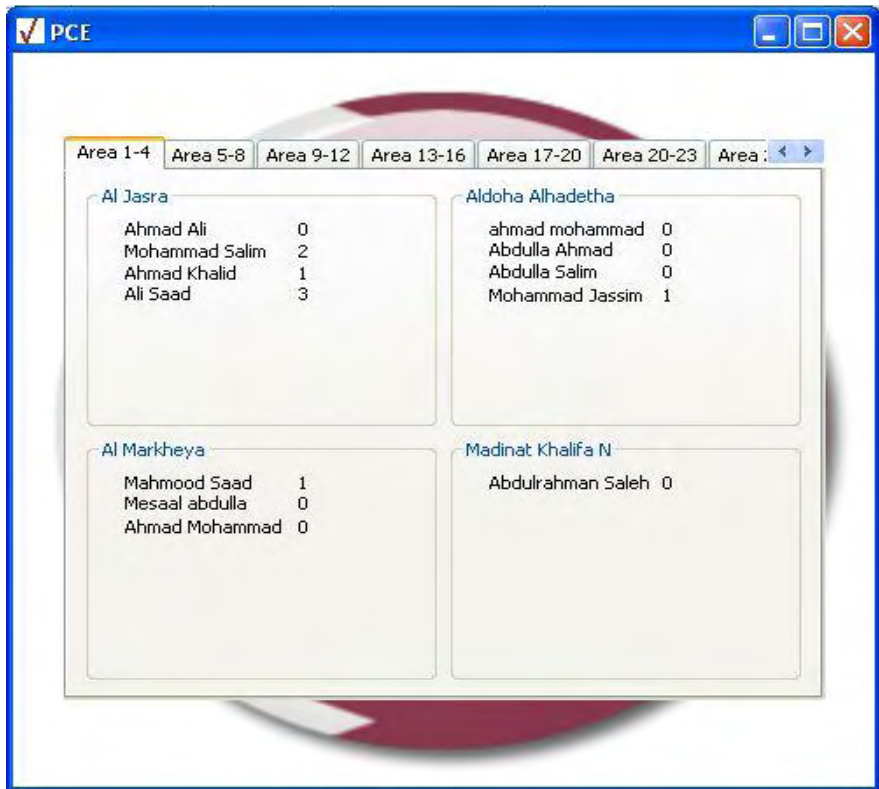 PCE
Area 1-4 Area 5-8 Area 9-12 Area 13-16 Area 17-20 Area 20-23 Area
Al Jasra
Ahmad Ali 0
Mohammad Salim 2
Ahmad Khalid 1
Ali Saad 3
Aldoha Alhadetha
ahmad mohammad 0
Abdulla Ahmad 0
Abdulla Salim 0
Mohammad Jassim 1
Al Markheya
Mahmood Saad 1
Mesaal abdulla 0
Ahmad Mohammad 0
Madinat Khalifa N
Abdulrahman Saleh 0